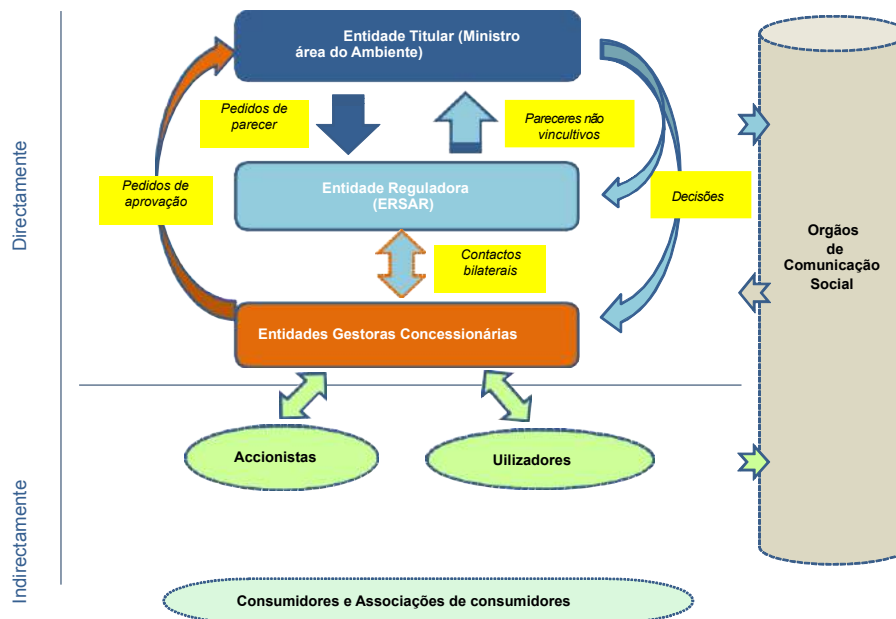 Entidade Titular (Ministro
área do Ambiente)
Pedidos de
parecer
Pareceres não
vincultivos
Directamente
Pedidos de
aprovação
Entidade Reguladora
(ERSAR)
Decisões
Contactos
bilaterais
Orgãos
de
Comunicação
Social
Entidades Gestoras Concessionárias
Accionistas
Utilizadores
Indirectamente
Consumidores e Associações de consumidores